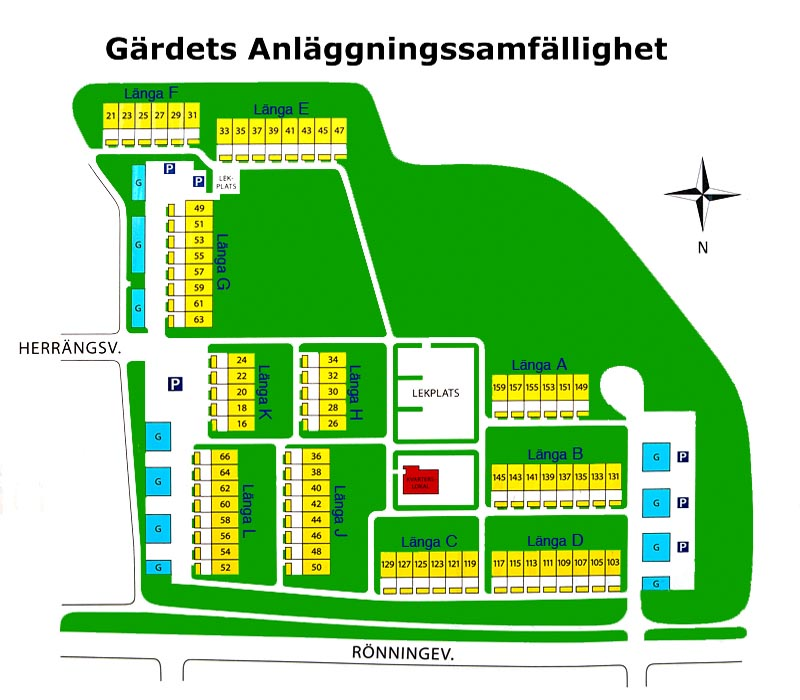 Gärdets Anläggningssamfällighet
Länga F
21 23 25 27 29 31
Länga E
33 35 37 39 41 43 45 47
P
P
LEK-
PLATS
G
G
G
49
51
53
55
57
59
61
63
Länga G
N
HERRÄNGSV.
P
24
22
20
18
16
Länga K
34
32
30
28
26
Länga H
LEKPLATS
Länga A
159 157 155 153 151 149
G
G
G
G
66
64
62
60
58
56
54
52
Länga L
36
38
40
42
44
46
48
50
Länga J
LOKAL
Länga B
145 143 141 139 137 135 133 131
G P
G P
G P
G
Länga C
129 127 125 123 121 119
Länga D
117 115 113 111 109 107 105 103
RÖNNINGEV.